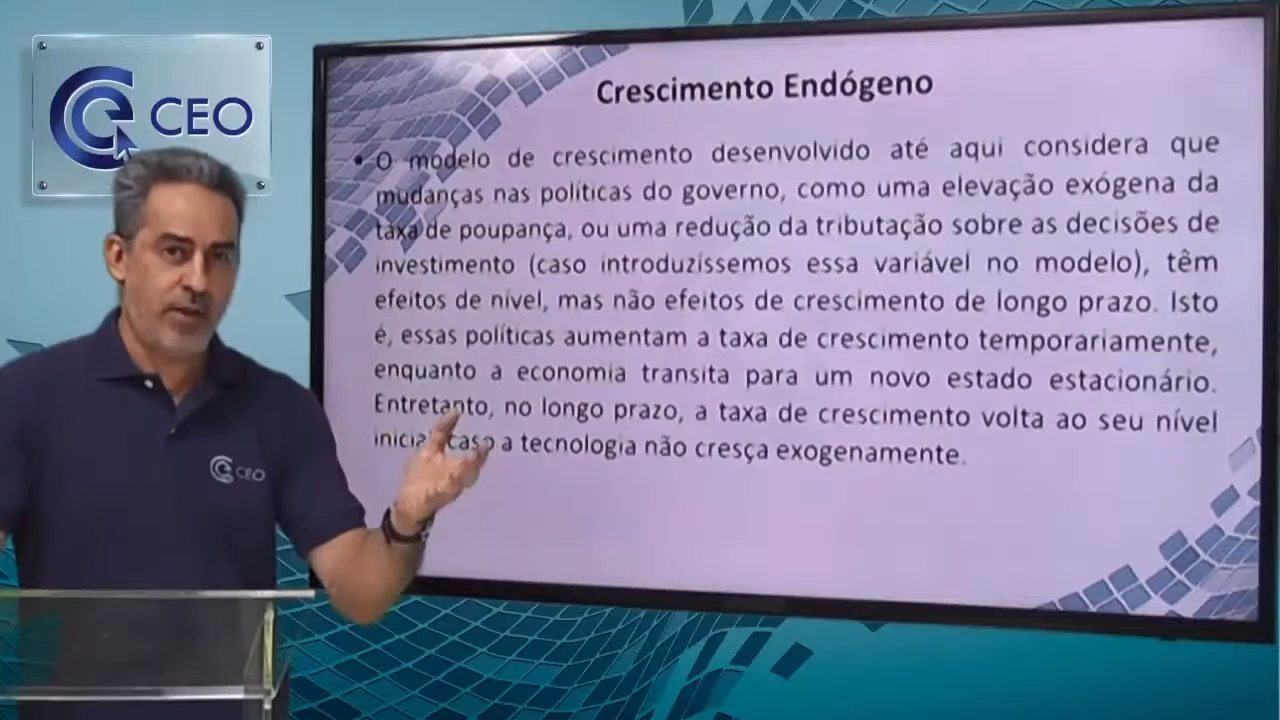 CEO
Crescimento Endógeno
• O modelo de crescimento desenvolvido até aqui considera que
mudanças nas políticas do governo, como uma elevação exógena da
taxa de poupança, ou uma redução da tributação sobre as decisões de
investimento (caso introduzíssemos essa variável no modelo), têm
efeitos de nível, mas não efeitos de crescimento de longo prazo. Isto
é, essas políticas aumentam a taxa de crescimento temporariamente,
enquanto a economia transita para um novo estado estacionário.
Entretanto, no longo prazo, a taxa de crescimento volta ao seu nível
inicial caso a tecnologia não cresça exogenamente.
CEO